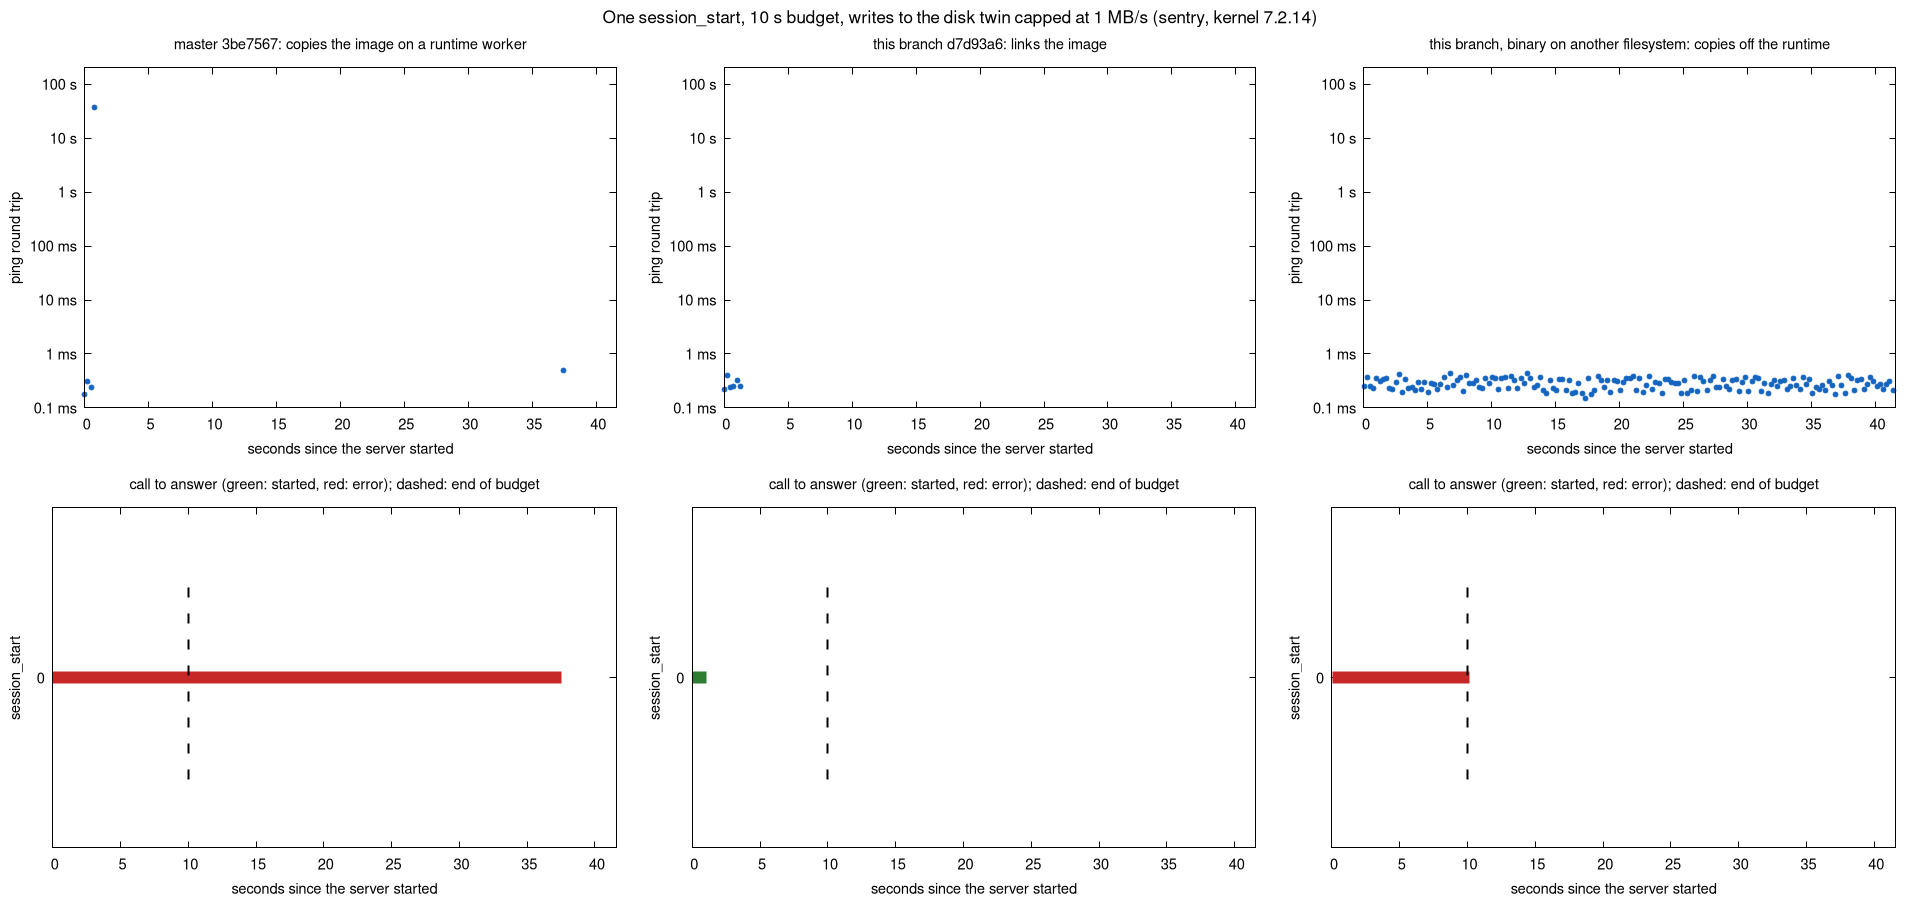 One session_start, 10 s budget, writes to the disk twin capped at 1 MB/s (sentry, kernel 7.2.14)
master 3be7567: copies the image on a runtime worker
100 s
10 s
1 s
100 ms
10 ms
1 ms
0.1 ms
ping round trip
0 5 10 15 20 25 30 35 40
seconds since the server started
this branch d7d93a6: links the image
100 s
10 s
1 s
100 ms
10 ms
1 ms
0.1 ms
ping round trip
0 5 10 15 20 25 30 35 40
seconds since the server started
this branch, binary on another filesystem: copies off the runtime
100 s
10 s
1 s
100 ms
10 ms
1 ms
0.1 ms
ping round trip
0 5 10 15 20 25 30 35 40
seconds since the server started
call to answer (green: started, red: error); dashed: end of budget
session_start
0
0 5 10 15 20 25 30 35 40
seconds since the server started
call to answer (green: started, red: error); dashed: end of budget
session_start
0
0 5 10 15 20 25 30 35 40
seconds since the server started
call to answer (green: started, red: error); dashed: end of budget
session_start
0
0 5 10 15 20 25 30 35 40
seconds since the server started